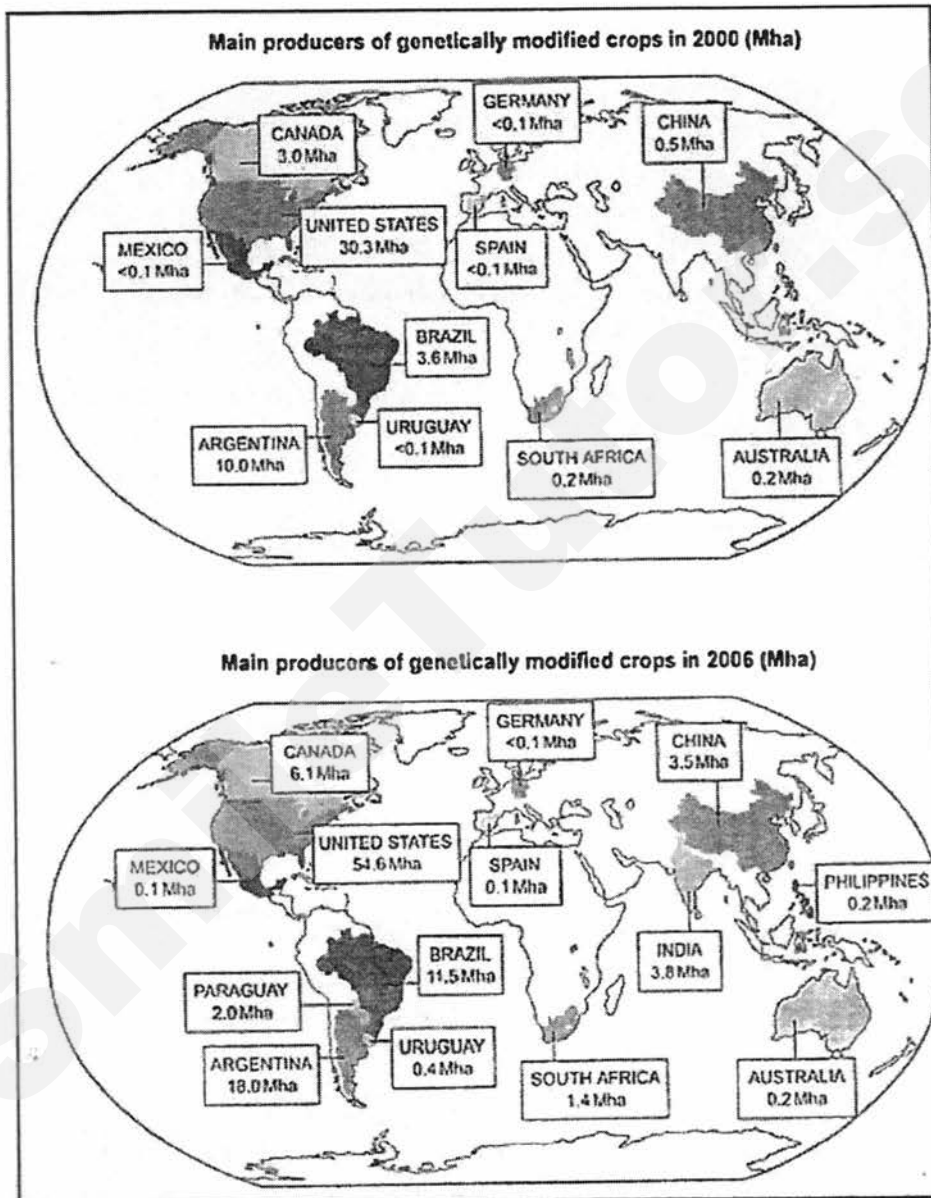 Main producers of genetically modified crops in 2000 (Mha)
GERMANY
<0.1 Mha
CANADA
3.0 Mha
CHINA
0.5 Mha
UNITED STATES
30.3 Mha
MEXICO
<0.1 Mha
SPAIN
<0.1 Mha
BRAZIL
3.6 Mha
ARGENTINA
10.0 Mha
URUGUAY
<0.1 Mha
SOUTH AFRICA
0.2 Mha
AUSTRALIA
0.2 Mha
Main producers of genetically modified crops in 2006 (Mha)
GERMANY
<0.1 Mha
CANADA
6.1 Mha
CHINA
3.5 Mha
UNITED STATES
54.6 Mha
MEXICO
0.1 Mha
SPAIN
0.1 Mha
PHILIPPINES
0.2 Mha
BRAZIL
11.5 Mha
INDIA
3.8 Mha
PARAGUAY
2.0 Mha
ARGENTINA
18.0 Mha
URUGUAY
0.4 Mha
SOUTH AFRICA
1.4 Mha
AUSTRALIA
0.2 Mha